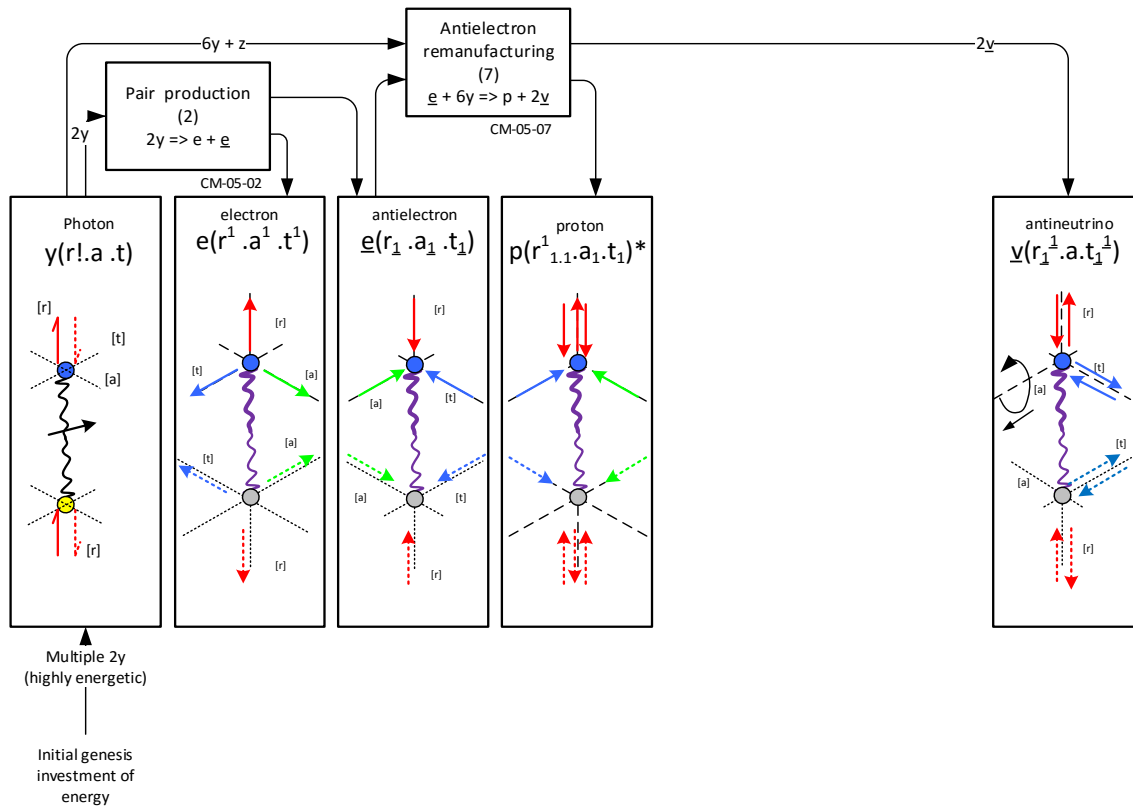 6y + z
Antielectron
remanufacturing
(7)
e + 6y => p + 2v
CM-05-07
2v
Pair production
(2)
2y => e + e
CM-05-02
2y
Photon
y(r!.a .t)
[r]
[t]
[a]
[r]
electron
e(r¹ .a¹ .t¹)
[r]
[t]
[a]
[t]
[a]
[r]
antielectron
e(r₁ .a₁ .t₁)
[r]
[a]
[t]
[a]
[t]
[r]
proton
p(r¹₁.₁.a₁.t₁)*
antineutrino
v(r₁¹.a.t₁¹)
[r]
[t]
[a]
[t]
[a]
[r]
Multiple 2y
(highly energetic)
Initial genesis
investment of
energy